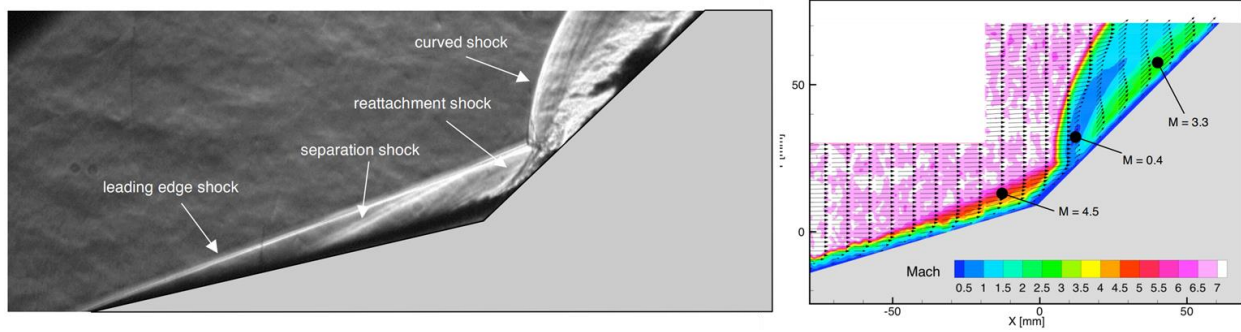 curved shock
reattachment shock
separation shock
leading edge shock
50
0
M = 3.3
M = 0.4
M = 4.5
Mach
0.5 1 1.5 2 2.5 3 3.5 4 4.5 5 5.5 6 6.5 7
-50 0 50
X [mm]